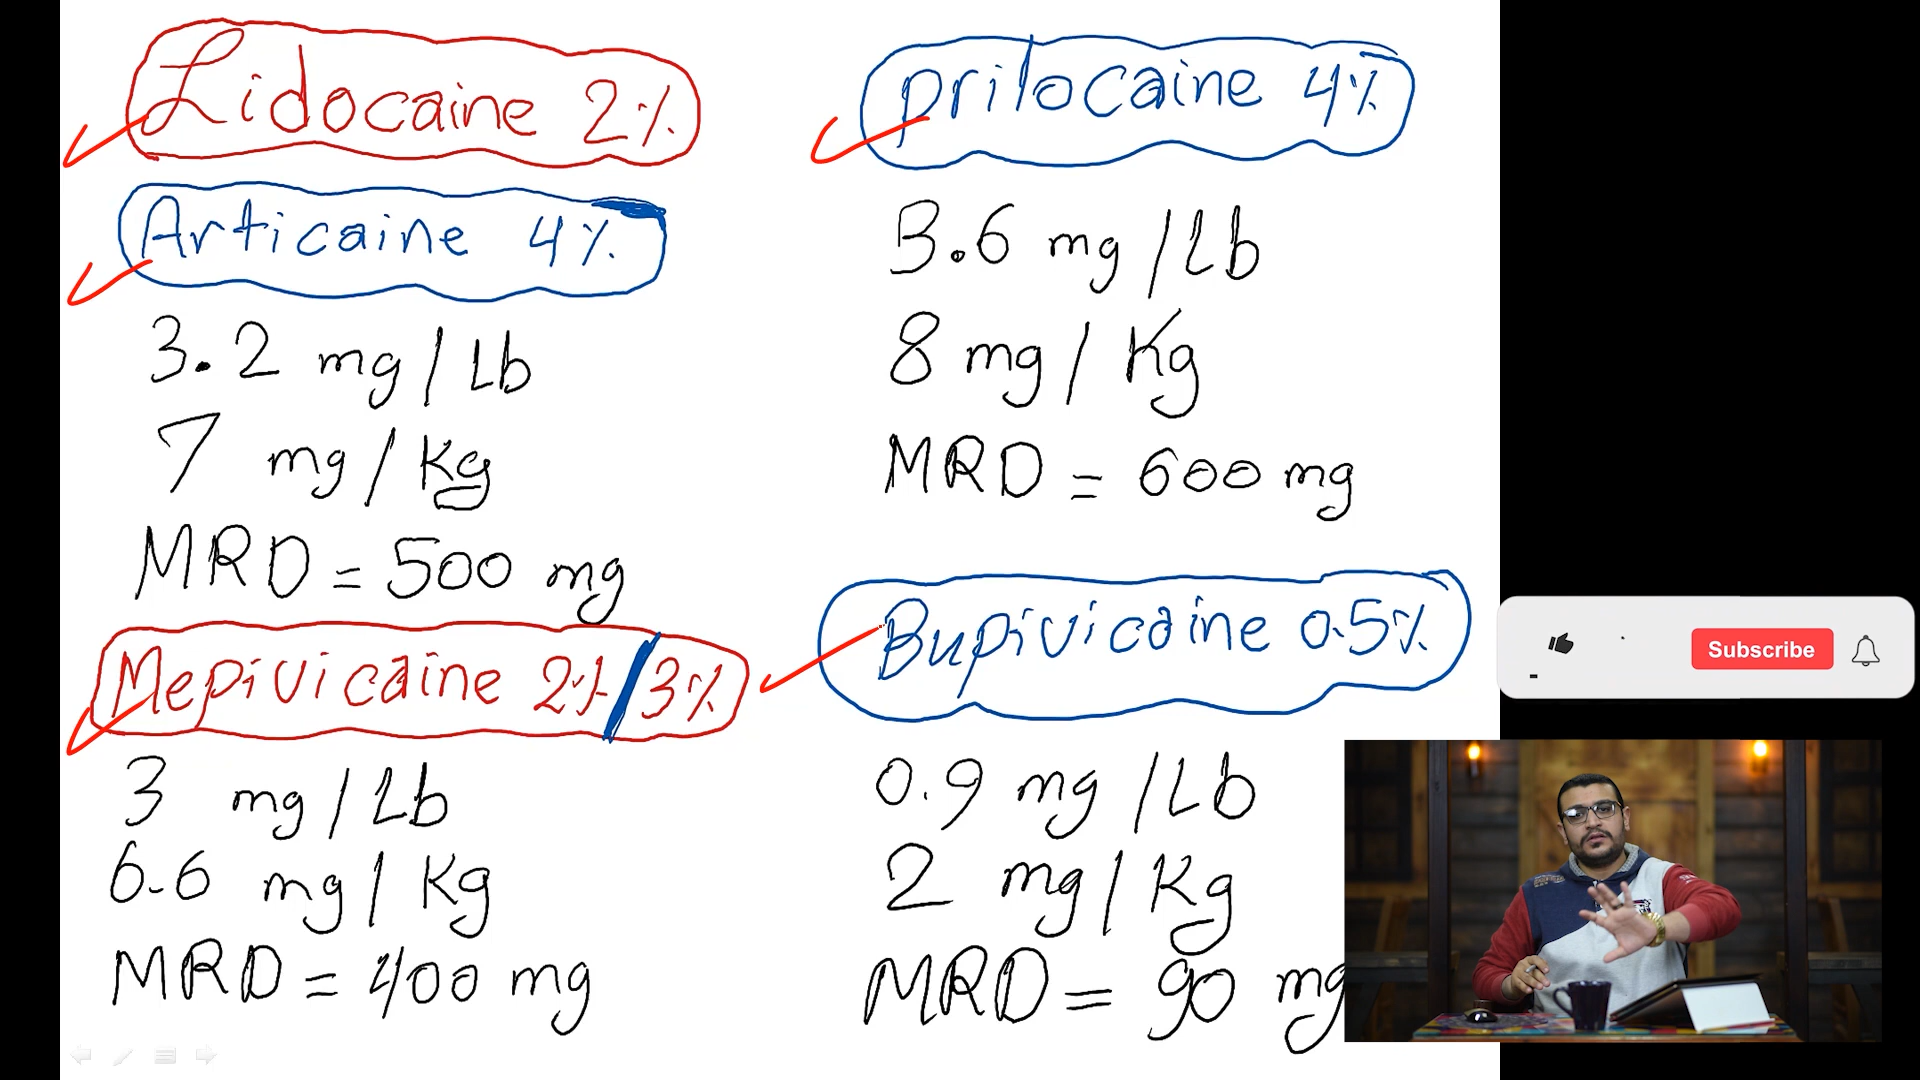 Lidocaine 2%
Articaine 4%
3.2 mg/Lb
7 mg/Kg
MRD = 500 mg
Mepivicaine 2%/3%
3 mg/Lb
6.6 mg/Kg
MRD = 400 mg
prilocaine 4%
3.6 mg/Lb
8 mg/Kg
MRD = 600 mg
Bupivicaine 0.5%
0.9 mg/Lb
2 mg/Kg
MRD = 90 mg
Subscribe